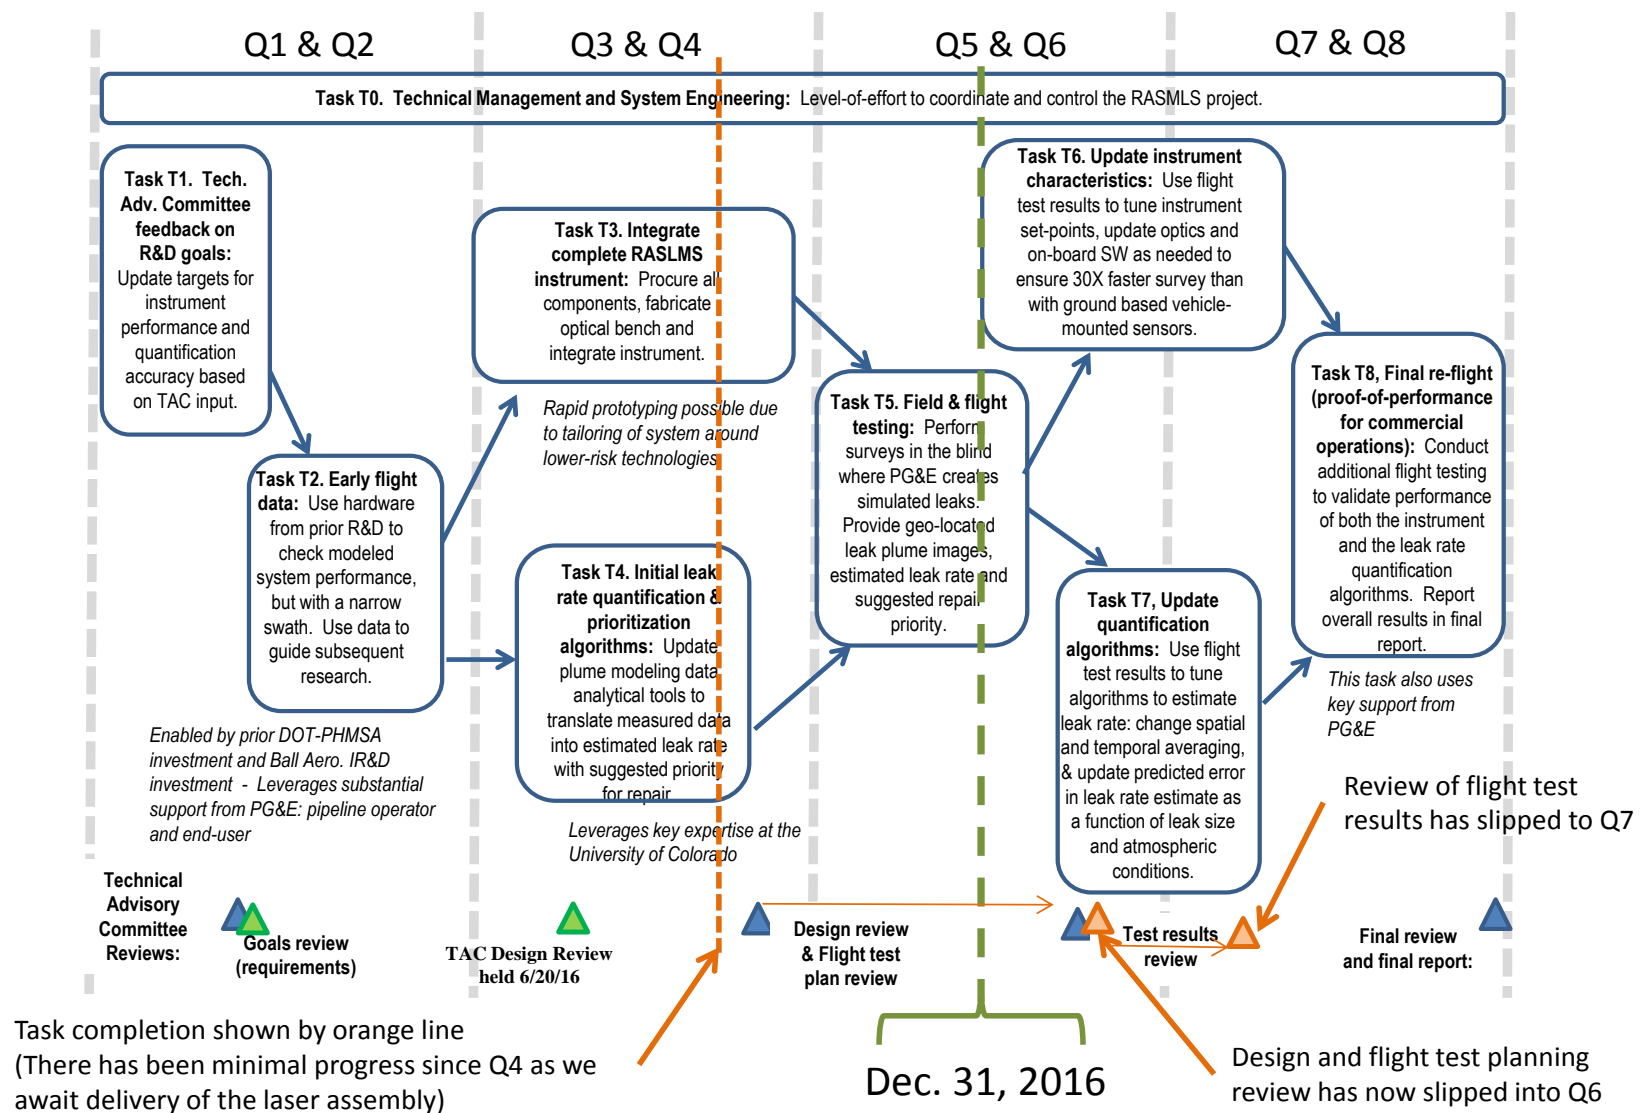 Q1 & Q2
Q3 & Q4
Q5 & Q6
Q7 & Q8
Task T0.  Technical Management and System Engineering:  Level-of-effort to coordinate and control the RASMLS project.
Task T1.  Tech.
Adv. Committee
feedback on
R&D goals:
Update targets for
instrument
performance and
quantification
accuracy based
on TAC input.
Task T2. Early flight
data:  Use hardware
from prior R&D to
check modeled
system performance,
but with a narrow
swath.  Use data to
guide subsequent
research.
Enabled by prior DOT-PHMSA
investment and Ball Aero. IR&D
investment  - Leverages substantial
support from PG&E: pipeline operator
and end-user
Task T3. Integrate
complete RASLMS
instrument:  Procure all
components, fabricate
optical bench and
integrate instrument.
Rapid prototyping possible due
to tailoring of system around
lower-risk technologies
Task T4. Initial leak
rate quantification &
prioritization
algorithms:  Update
plume modeling data
analytical tools to
translate measured data
into estimated leak rate
with suggested priority
for repair
Leverages key expertise at the
University of Colorado
Task T5. Field & flight
testing:  Perform
surveys in the blind
where PG&E creates
simulated leaks.
Provide geo-located
leak plume images,
estimated leak rate and
suggested repair
priority.
Task T6. Update instrument
characteristics:  Use flight
test results to tune instrument
set-points, update optics and
on-board SW as needed to
ensure 30X faster survey than
with ground based vehicle-
mounted sensors.
Task T7, Update
quantification
algorithms:  Use flight
test results to tune
algorithms to estimate
leak rate: change spatial
and temporal averaging,
& update predicted error
in leak rate estimate as
a function of leak size
and atmospheric
conditions.
Task T8, Final re-flight
(proof-of-performance
for commercial
operations):  Conduct
additional flight testing
to validate performance
of both the instrument
and the leak rate
quantification
algorithms.  Report
overall results in final
report.
This task also uses
key support from
PG&E
Review of flight test
results has slipped to Q7
Technical
Advisory
Committee
Reviews:
Goals review
(requirements)
TAC Design Review
held 6/20/16
Design review
& Flight test
plan review
Test results
review
Final review
and final report:
Task completion shown by orange line
(There has been minimal progress since Q4 as we
await delivery of the laser assembly)
Dec. 31, 2016
Design and flight test planning
review has now slipped into Q6